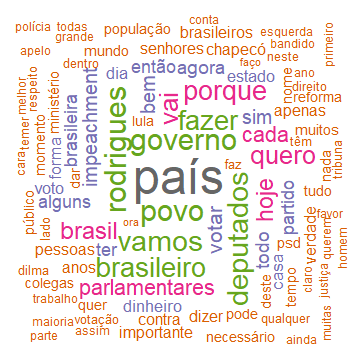 polícia
todas
grande
conta
população
brasileiros
esquerda
bandido
neste
primeiro
apelo
mundo
senhores
chapecó
dentro
dia
então
agora
estado
faço
nome
ano
direito
reforma
porque
cara
temer
melhor
respeito
momento
ministério
forma
brasileira
impeachment
lula
bem
vai
fazer
sim
apenas
dar
rodrigues
governo
cada
muitos
têm
quero
nada
tribuna
voto
alguns
país
faz
hoje
partido
tudo
público
lado
ora
povo
votar
deputados
todo
psd
verdade
favor
brasil
vamos
casa
claro
querem
homem
pessoas
ter
dilma
anos
brasileiro
deste
tempo
justiça
muitas
colegas
parlamentares
trabalho
quer
dinheiro
pode
qualquer
maioria
votação
contra
dizer
parte
assim
importante
necessário
ainda